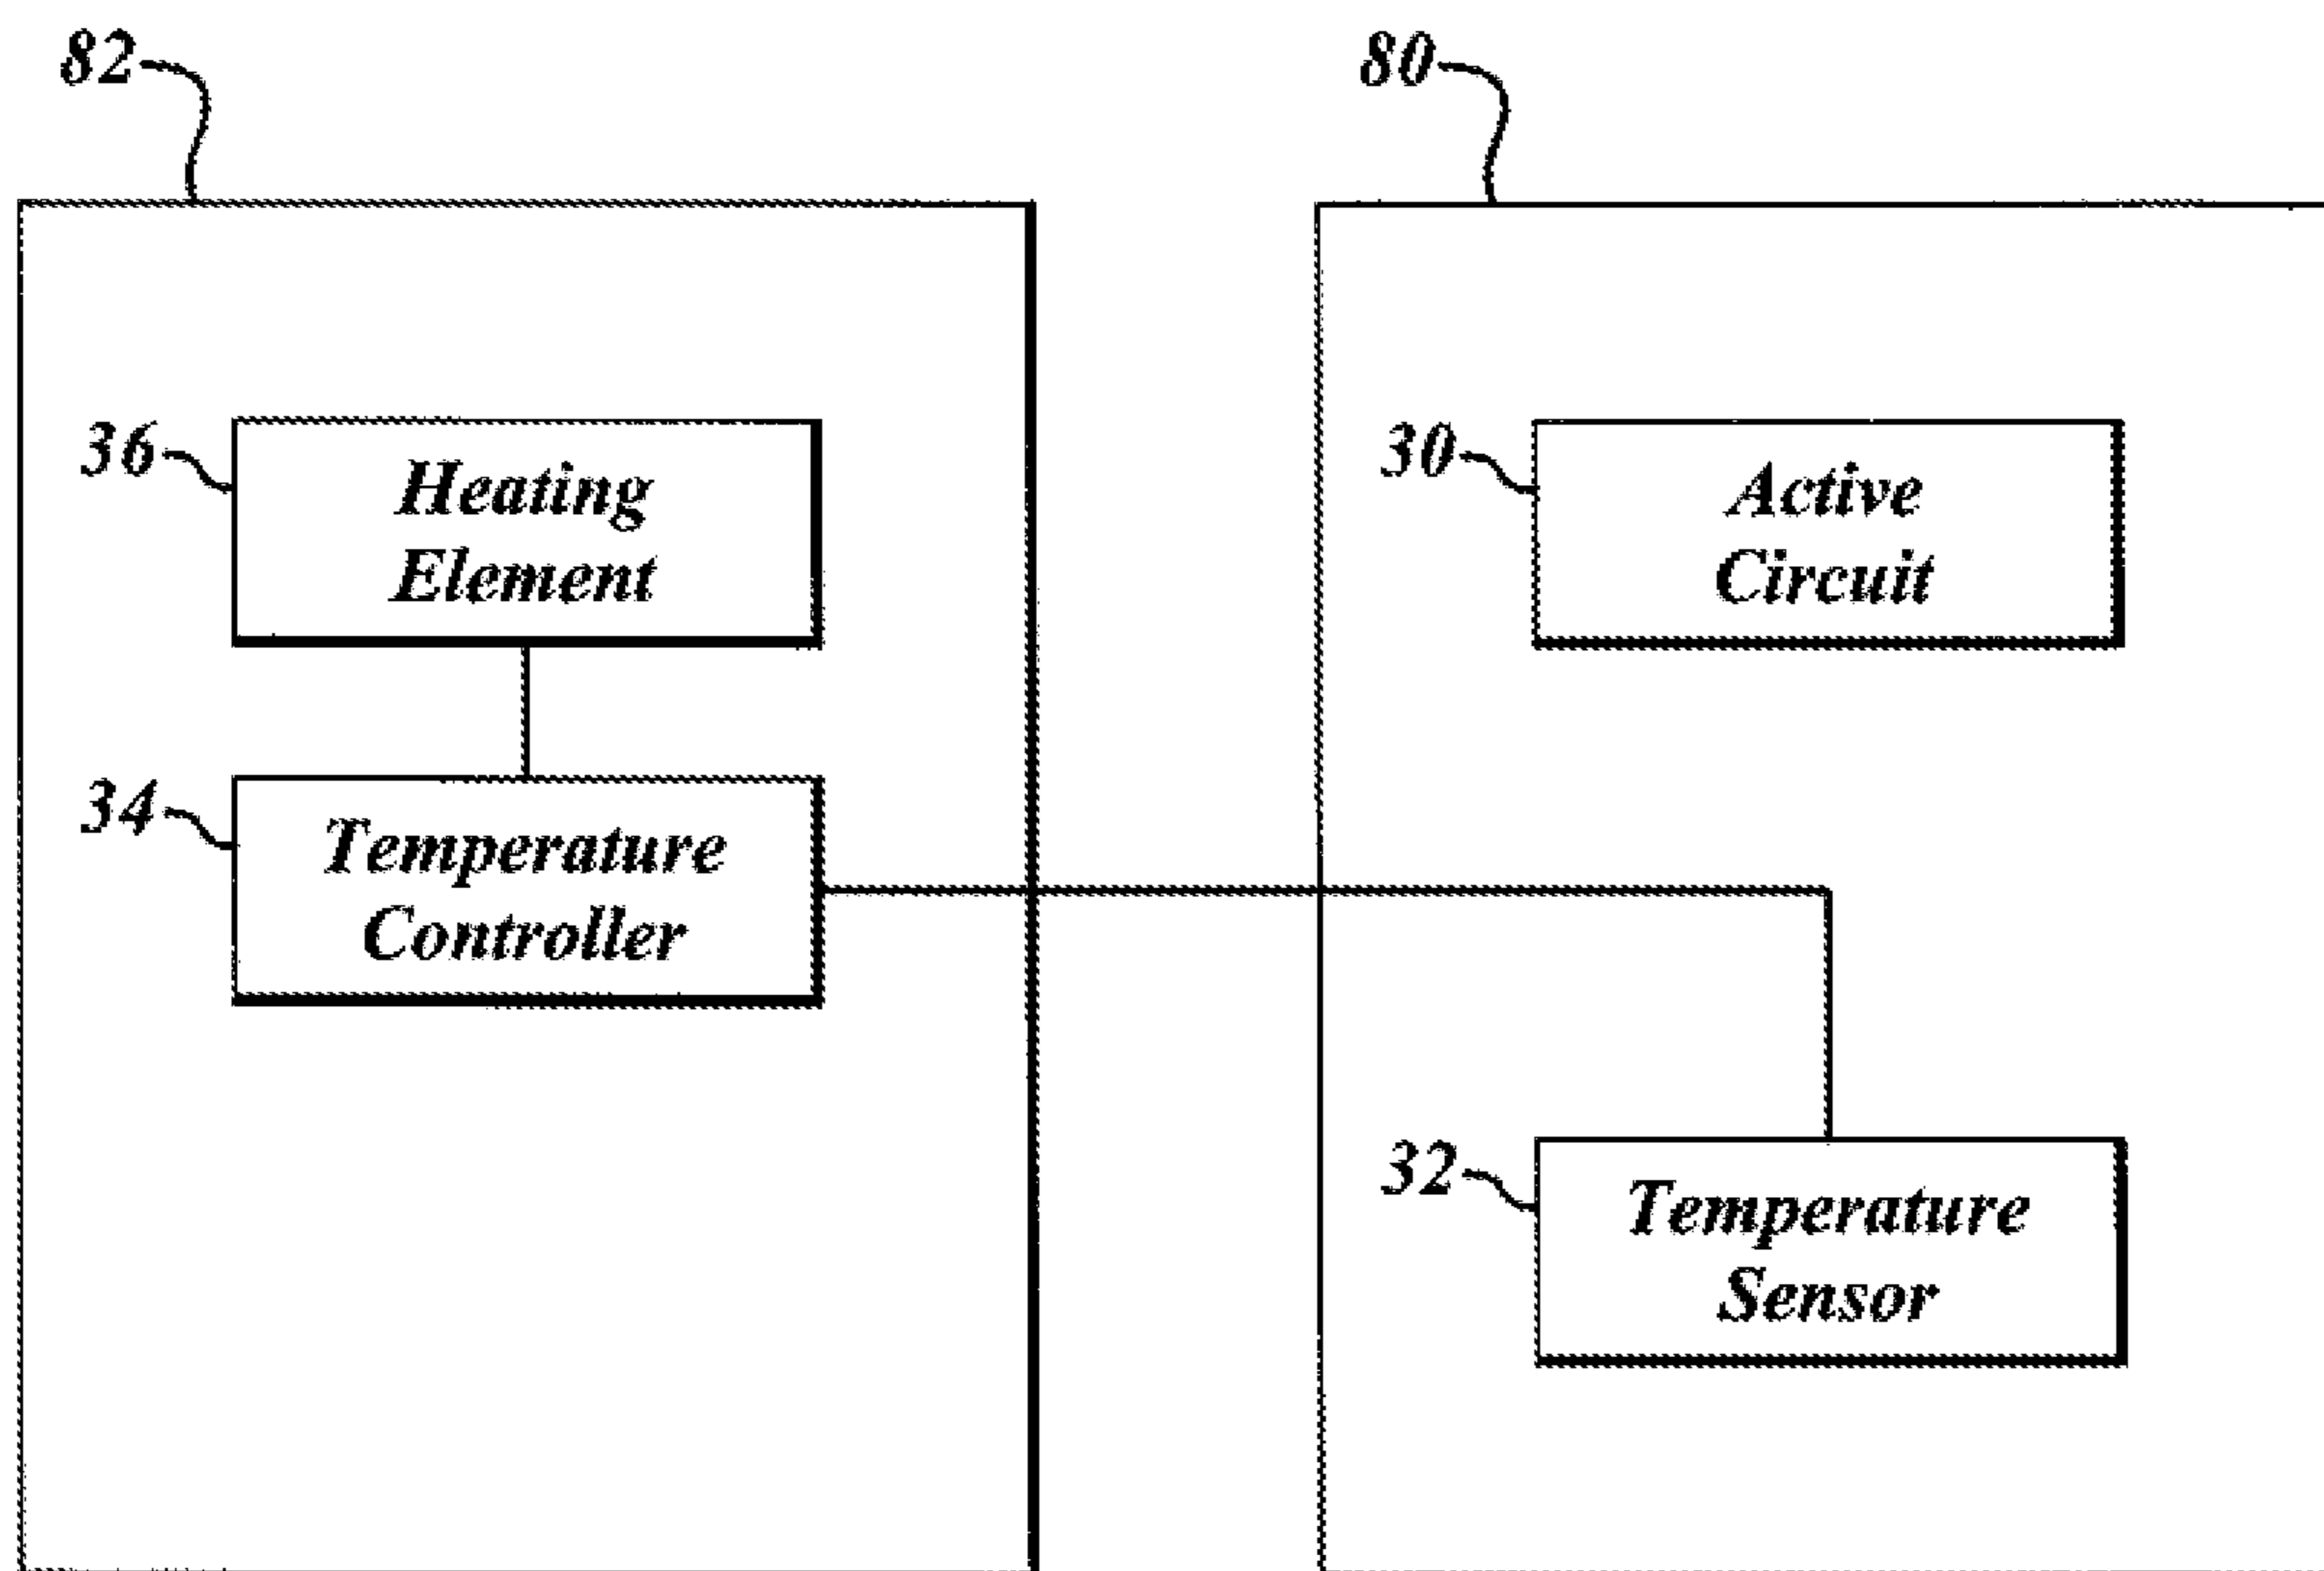 82
80
36
Heating
Element
30
Active
Circuit
34
Temperature
Controller
32
Temperature
Sensor